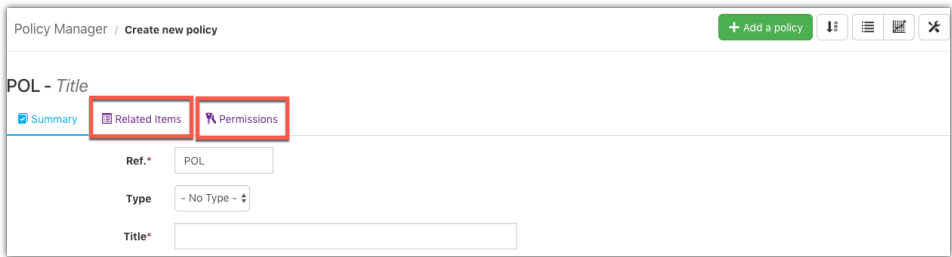 Policy Manager / Create new policy
+ Add a policy
POL - Title
Summary
Related Items
Permissions
Ref.*
POL
Type
- No Type -
Title*